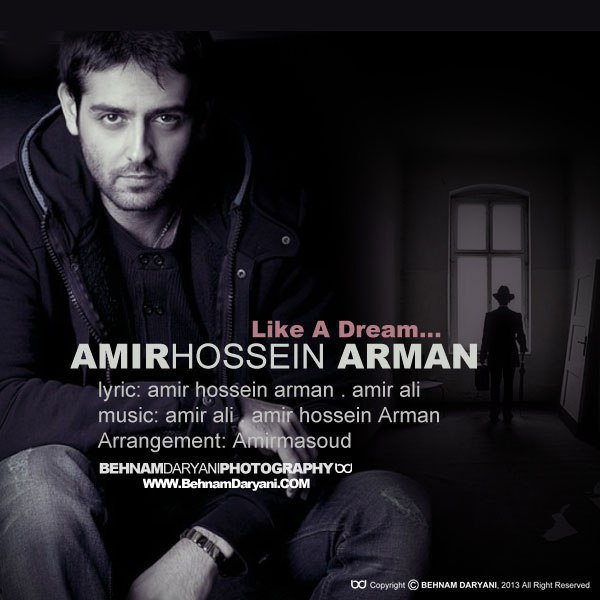 Like A Dream...
AMIRHOSSEIN ARMAN
lyric: amir hossein arman . amir ali
music: amir ali . amir hossein Arman
Arrangement: Amirmasoud
BEHNAMDARYANIPHOTOGRAPHY
WWW.BehnamDaryani.COM
Copyright © BEHNAM DARYANI, 2013 All Right Reserved.